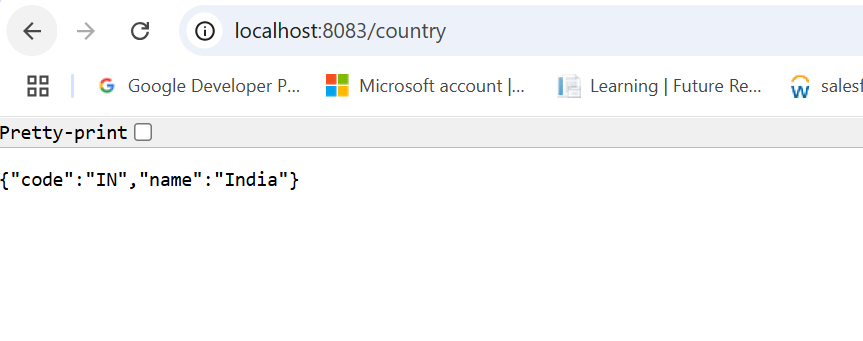 localhost:8083/country
Google Developer P... Microsoft account |... Learning | Future Re... salesf
Pretty-print
{"code":"IN","name":"India"}